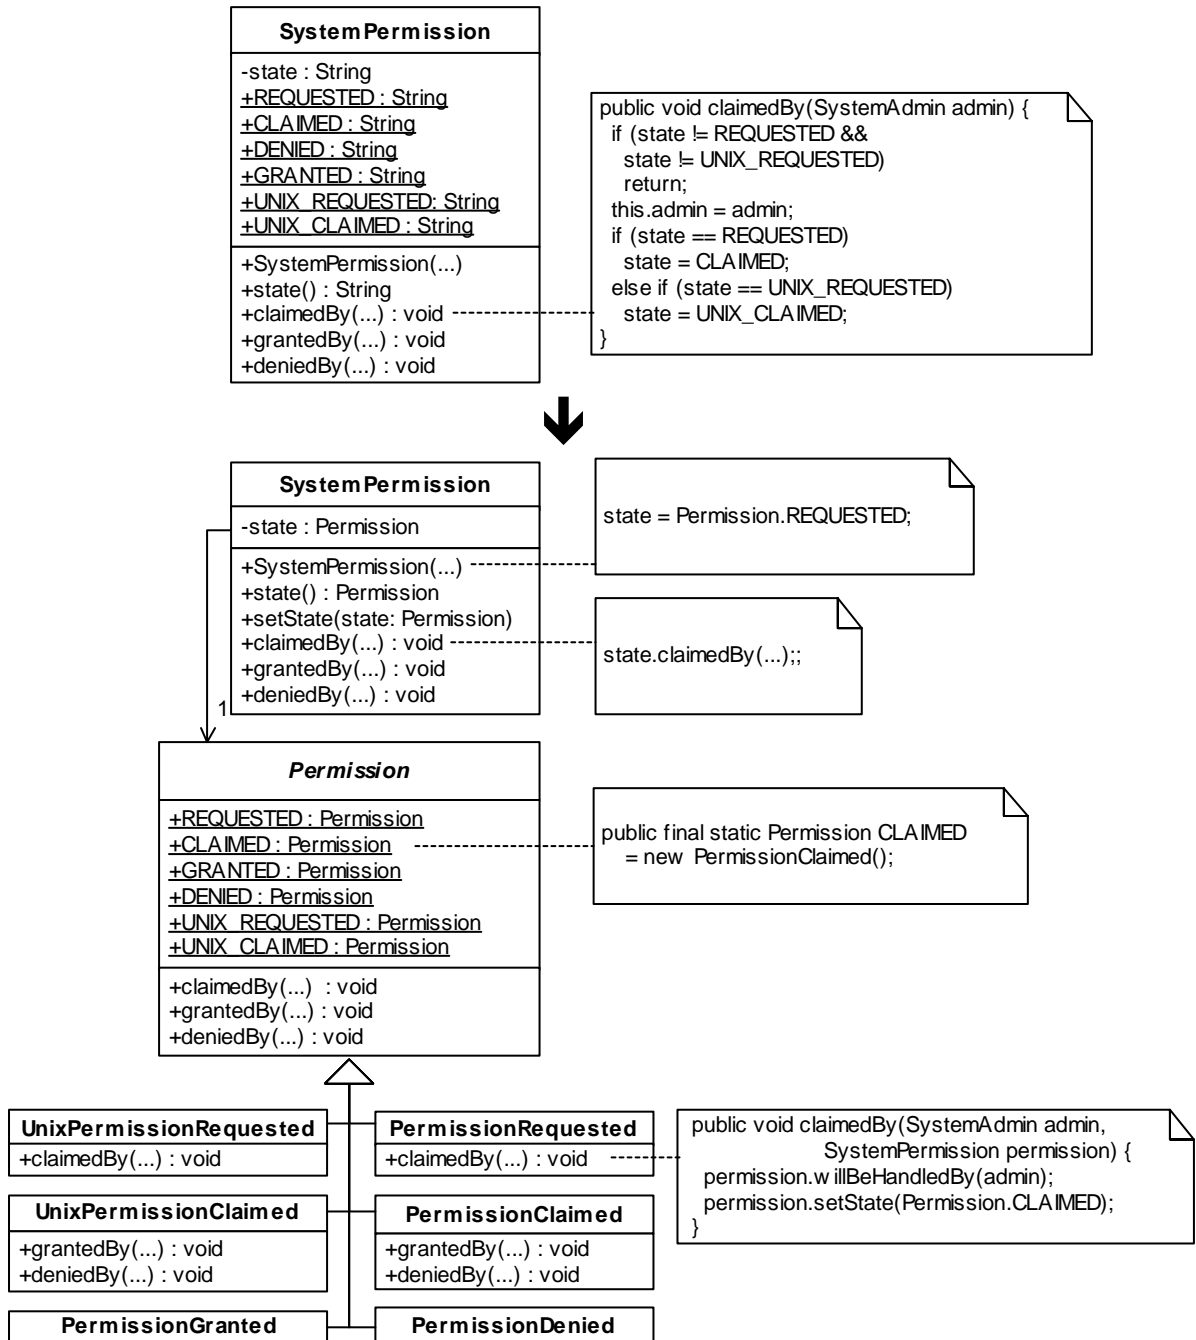 SystemPermission
-state : String
+REQUESTED : String
+CLAIMED : String
+DENIED : String
+GRANTED : String
+UNIX_REQUESTED: String
+UNIX_CLAIMED : String
+SystemPermission(...)
+state() : String
+claimedBy(...) : void
+grantedBy(...) : void
+deniedBy(...) : void
public void claimedBy(SystemAdmin admin) {
if (state != REQUESTED &&
state != UNIX_REQUESTED)
return;
this.admin = admin;
if (state == REQUESTED)
state = CLAIMED;
else if (state == UNIX_REQUESTED)
state = UNIX_CLAIMED;
}
SystemPermission
-state : Permission
+SystemPermission(...)
+state() : Permission
+setState(state: Permission)
+claimedBy(...) : void
+grantedBy(...) : void
+deniedBy(...) : void
state = Permission.REQUESTED;
state.claimedBy(...);;
1
Permission
+REQUESTED : Permission
+CLAIMED : Permission
+GRANTED : Permission
+DENIED : Permission
+UNIX_REQUESTED : Permission
+UNIX_CLAIMED : Permission
+claimedBy(...) : void
+grantedBy(...) : void
+deniedBy(...) : void
public final static Permission CLAIMED
= new PermissionClaimed();
UnixPermissionRequested
+claimedBy(...) : void
PermissionRequested
+claimedBy(...) : void
public void claimedBy(SystemAdmin admin,
SystemPermission permission) {
permission.willBeHandledBy(admin);
permission.setState(Permission.CLAIMED);
}
UnixPermissionClaimed
+grantedBy(...) : void
+deniedBy(...) : void
PermissionClaimed
+grantedBy(...) : void
+deniedBy(...) : void
PermissionGranted
PermissionDenied